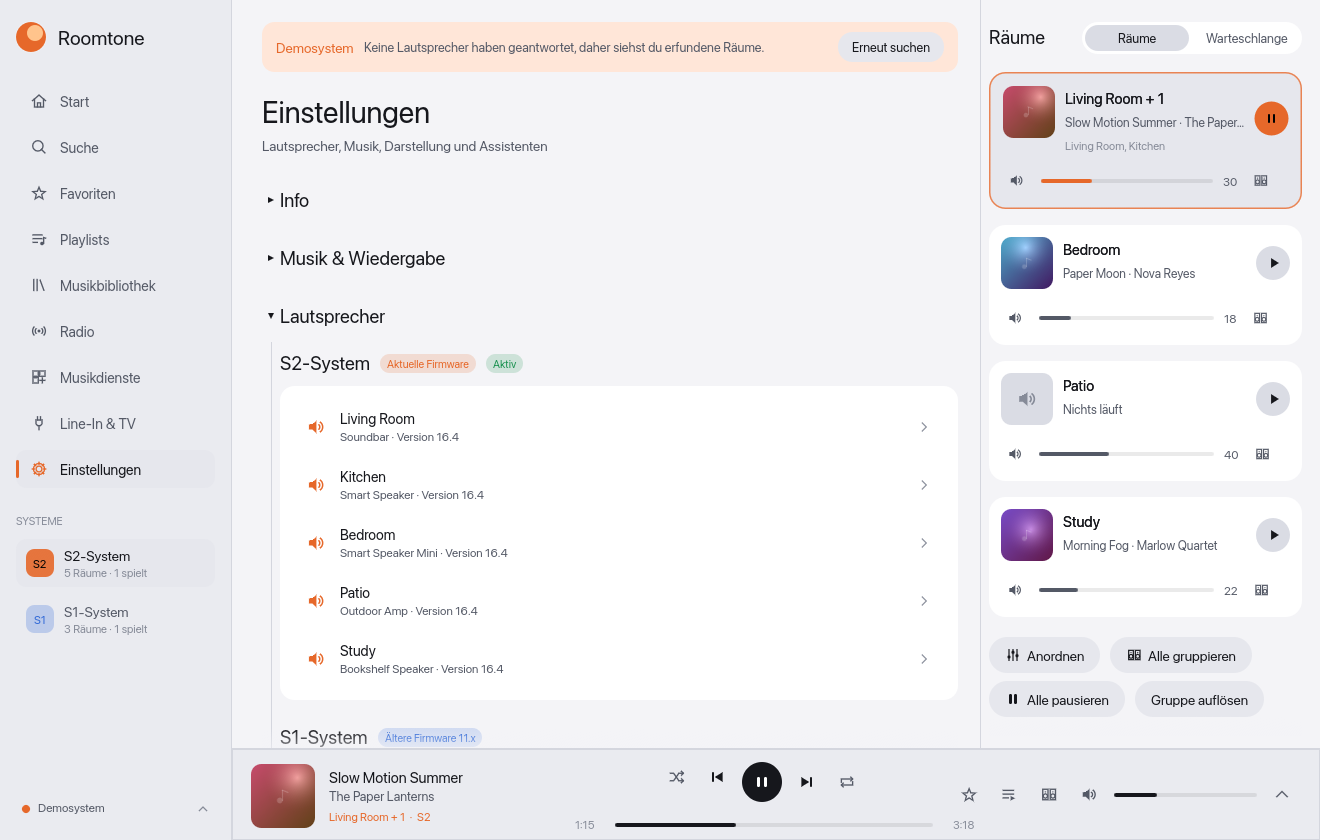 Roomtone
Start
Suche
Favoriten
Playlists
Musikbibliothek
Radio
Musikdienste
Line-In & TV
Einstellungen
SYSTEME
S2
S2-System
5 Räume · 1 spielt
S1
S1-System
3 Räume · 1 spielt
Demosystem
Demosystem Keine Lautsprecher haben geantwortet, daher siehst du erfundene Räume. Erneut suchen
Einstellungen
Lautsprecher, Musik, Darstellung und Assistenten
Info
Musik & Wiedergabe
Lautsprecher
S2-System Aktuelle Firmware Aktiv
Living Room
Soundbar · Version 16.4
Kitchen
Smart Speaker · Version 16.4
Bedroom
Smart Speaker Mini · Version 16.4
Patio
Outdoor Amp · Version 16.4
Study
Bookshelf Speaker · Version 16.4
S1-System Ältere Firmware 11.x
Räume Räume Warteschlange
Living Room + 1
Slow Motion Summer · The Paper...
Living Room, Kitchen
30
Bedroom
Paper Moon · Nova Reyes
18
Patio
Nichts läuft
40
Study
Morning Fog · Marlow Quartet
22
Anordnen Alle gruppieren
Alle pausieren Gruppe auflösen
Slow Motion Summer
The Paper Lanterns
Living Room + 1 · S2
1:15 3:18